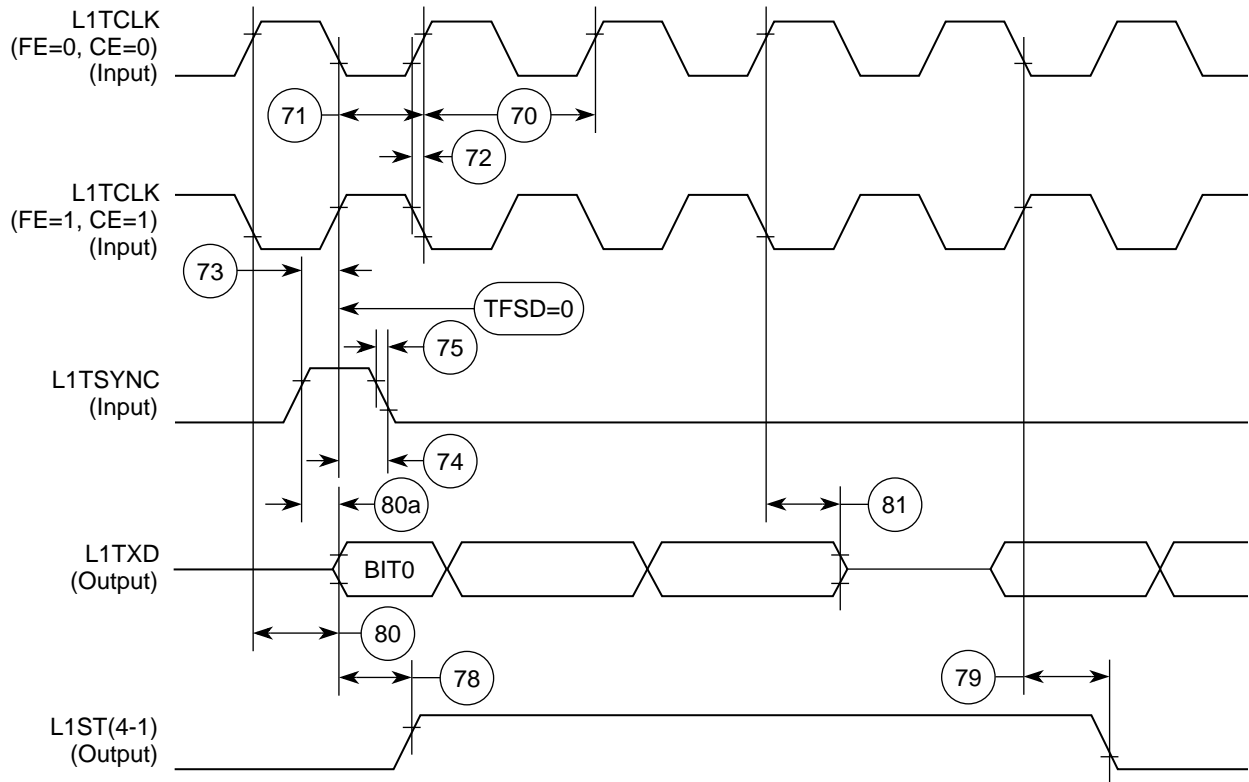 L1TCLK
(FE=0, CE=0)
(Input)
71
70
72
L1TCLK
(FE=1, CE=1)
(Input)
73
TFSD=0
75
L1TSYNC
(Input)
74
80a
81
L1TXD
(Output)
BIT0
80
78
79
L1ST(4-1)
(Output)